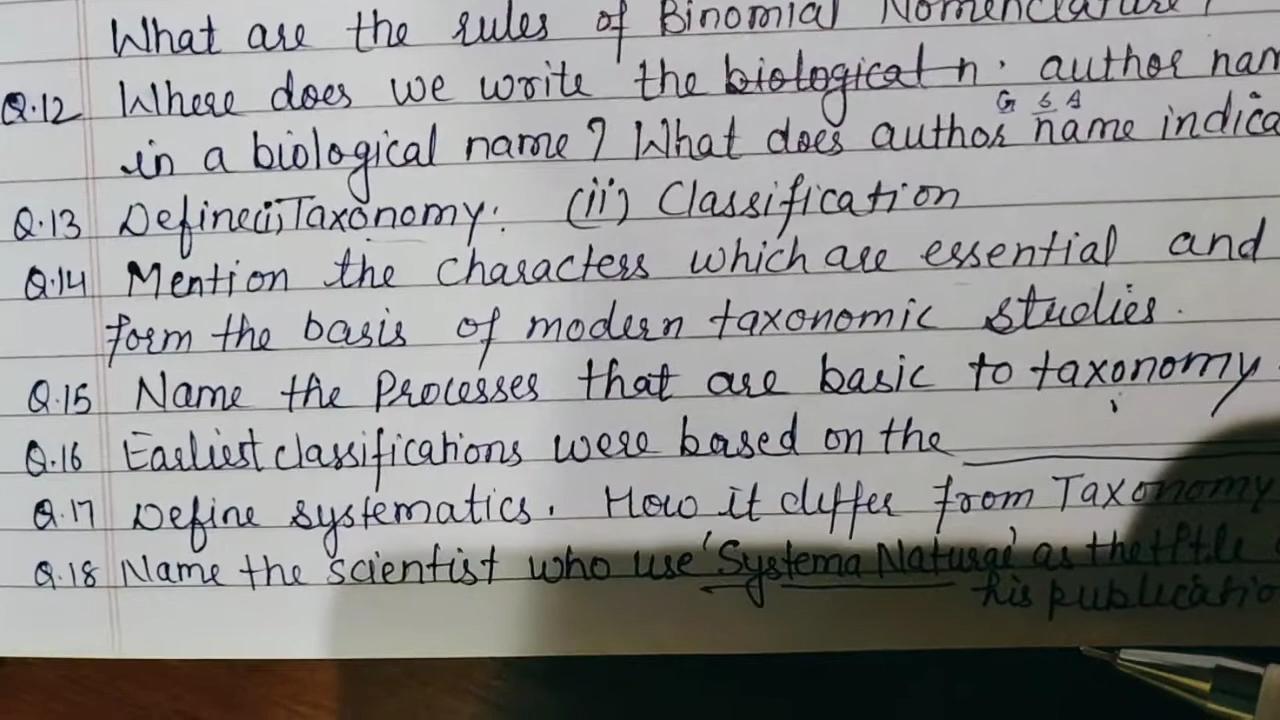 What are the rules of Binomial Nomenclature?
Q.12 Where does we write the biological n. author nam
G S A
in a biological name? What does author name indica
Q.13 Define(i) Taxonomy. (ii) Classification
Q.14 Mention the characters which are essential and
form the basis of modern taxonomic studies.
Q.15 Name the Processes that are basic to taxonomy.
Q.16 Earliest classifications were based on the ________
Q.17 Define systematics. How it differ from Taxonomy
Q.18 Name the scientist who use 'Systema Naturae' as the title
his publicatio